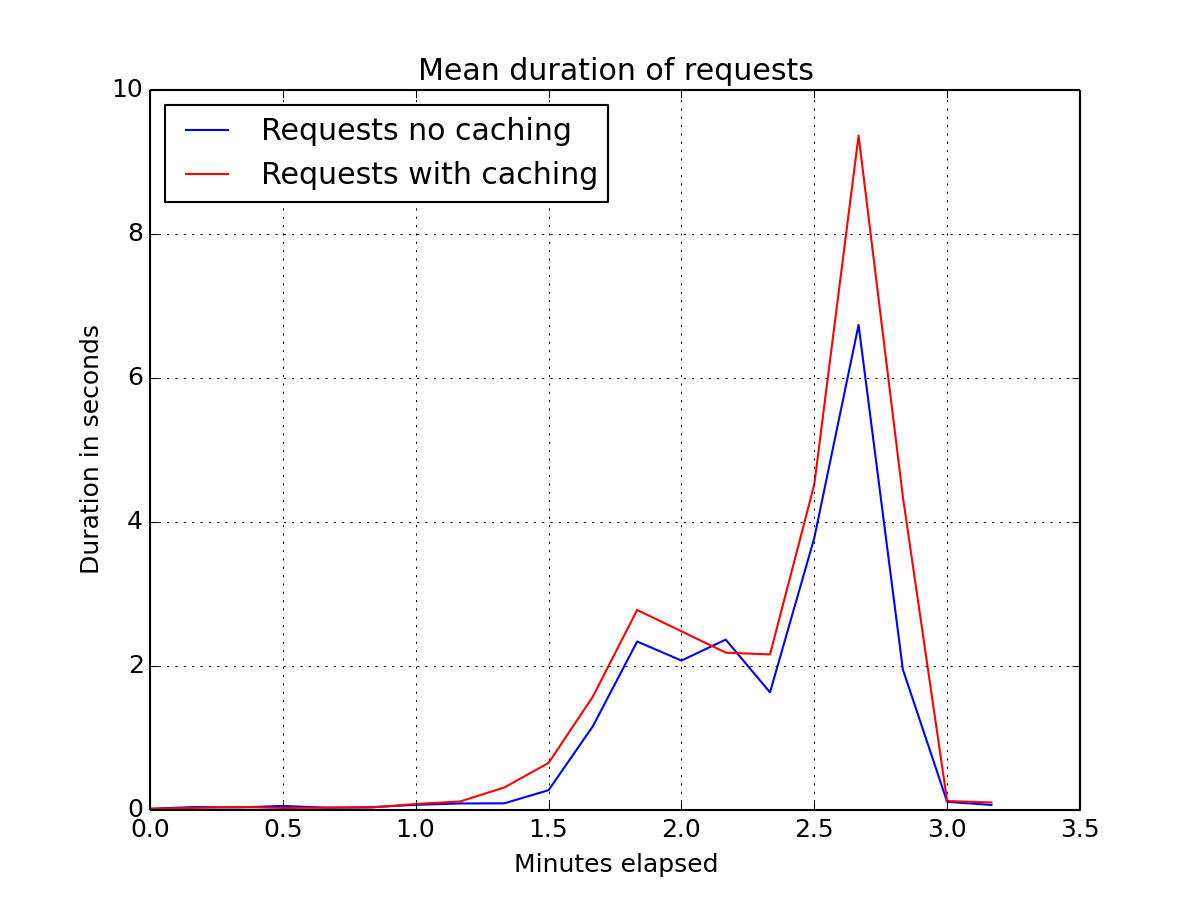 Mean duration of requests
Requests no caching
Requests with caching
10
8
6
4
2
0
Duration in seconds
0.0 0.5 1.0 1.5 2.0 2.5 3.0 3.5
Minutes elapsed